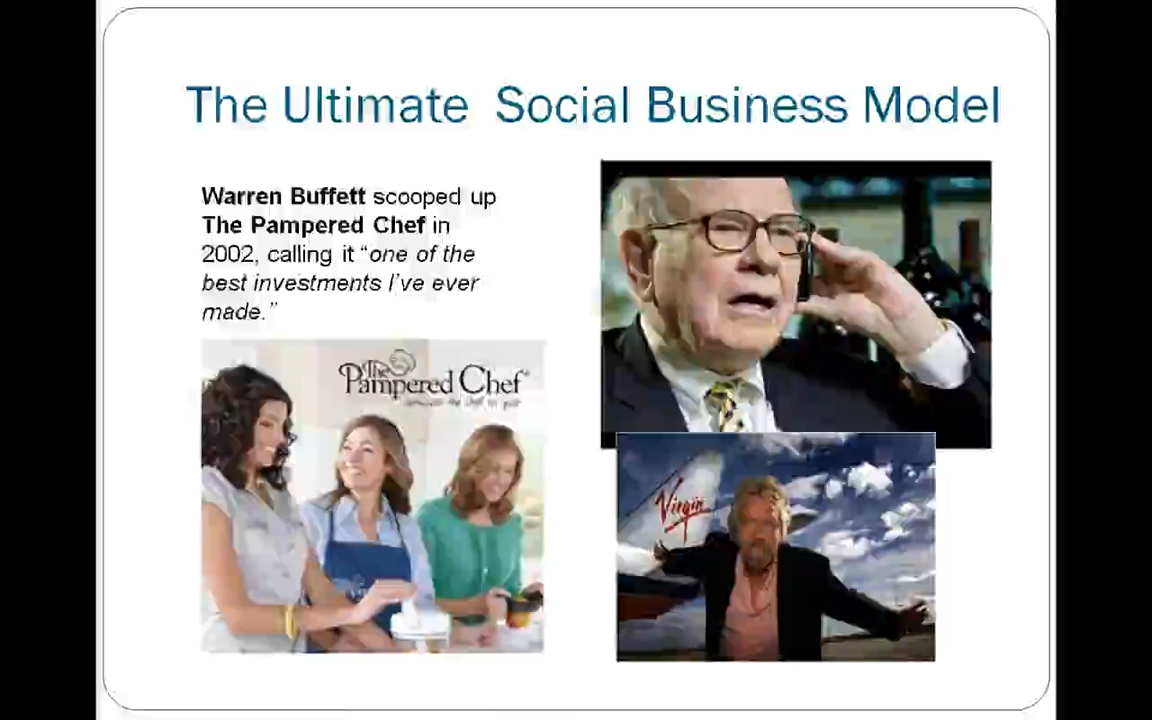 The Ultimate Social Business Model
Warren Buffett scooped up
The Pampered Chef in
2002, calling it “one of the
best investments I've ever
made.”
The
Pampered Chef
Virgin